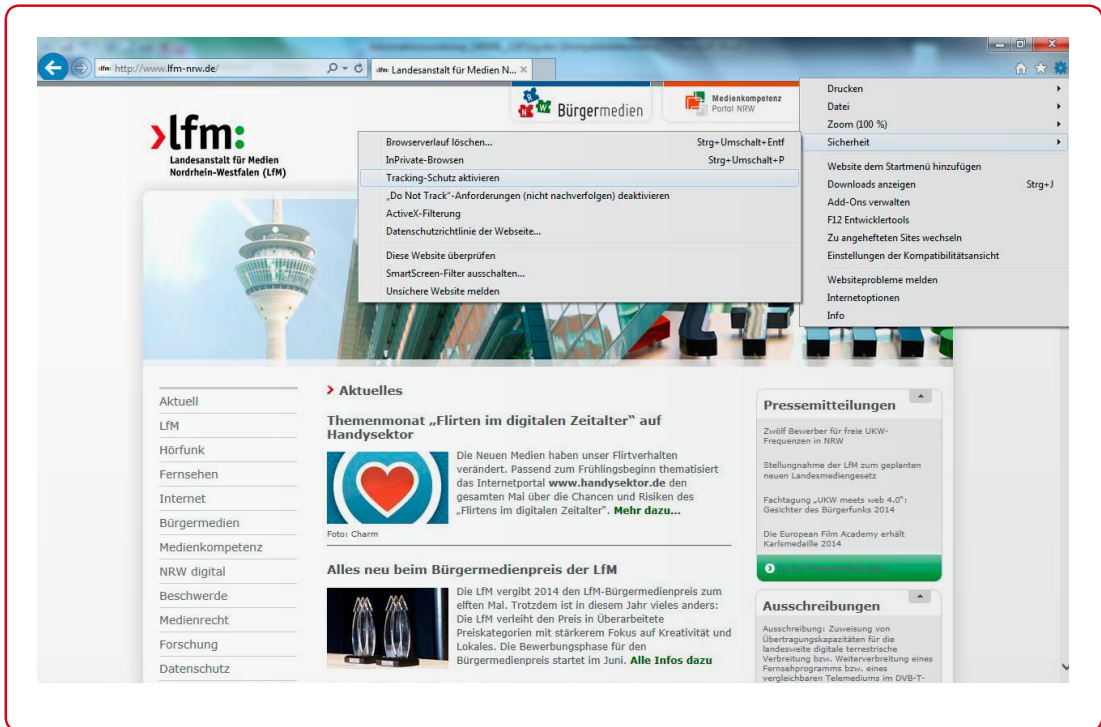 http://www.lfm-nrw.de/
Landesanstalt für Medien N...
Bürgermedien
Medienkompetenz
Portal NRW
lfm:
Landesanstalt für Medien
Nordrhein-Westfalen (LfM)
Drucken
Datei
Zoom (100 %)
Sicherheit
Website dem Startmenü hinzufügen
Downloads anzeigen Strg+J
Add-Ons verwalten
F12 Entwicklertools
Zu angehefteten Sites wechseln
Einstellungen der Kompatibilitätsansicht
Websiteprobleme melden
Internetoptionen
Info
Browserverlauf löschen... Strg+Umschalt+Entf
InPrivate-Browsen Strg+Umschalt+P
Tracking-Schutz aktivieren
„Do Not Track“-Anforderungen (nicht nachverfolgen) deaktivieren
ActiveX-Filterung
Datenschutzrichtlinie der Webseite...
Diese Website überprüfen
SmartScreen-Filter ausschalten...
Unsichere Website melden
Aktuell
LfM
Hörfunk
Fernsehen
Internet
Bürgermedien
Medienkompetenz
NRW digital
Beschwerde
Medienrecht
Forschung
Datenschutz
Aktuelles
Themenmonat „Flirten im digitalen Zeitalter“ auf
Handysektor
Die Neuen Medien haben unser Flirtverhalten
verändert. Passend zum Frühlingsbeginn thematisiert
das Internetportal www.handysektor.de den
gesamten Mai über die Chancen und Risiken des
„Flirtens im digitalen Zeitalter“. Mehr dazu...
Foto: Charm
Alles neu beim Bürgermedienpreis der LfM
Die LfM vergibt 2014 den LfM-Bürgermedienpreis zum
elften Mal. Trotzdem ist in diesem Jahr vieles anders:
Die LfM verleiht den Preis in Überarbeitete
Preiskategorien mit stärkerem Fokus auf Kreativität und
Lokales. Die Bewerbungsphase für den
Bürgermedienpreis startet im Juni. Alle Infos dazu
Pressemitteilungen
Zwölf Bewerber für freie UKW-
Frequenzen in NRW
Stellungnahme der LfM zum geplanten
neuen Landesmediengesetz
Fachtagung „UKW meets web 4.0“:
Gesichter des Bürgerfunks 2014
Die European Film Academy erhält
Karlsmedaille 2014
Ausschreibungen
Ausschreibung: Zuweisung von
Übertragungskapazitäten für die
landesweite digitale terrestrische
Verbreitung bzw. Weiterverbreitung eines
Fernsehprogramms bzw. eines
vergleichbaren Telemediums im DVB-T-